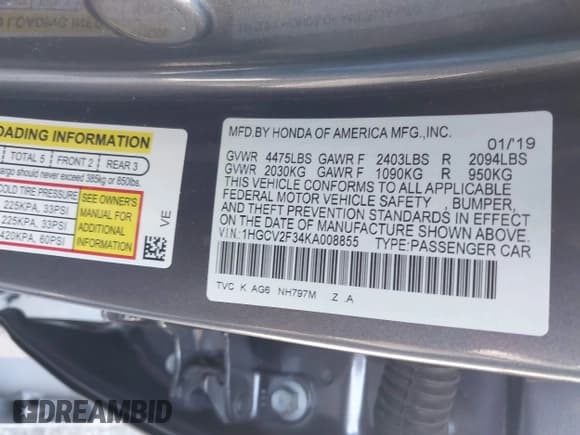 OADING INFORMATION
TOTAL 5 FRONT 2 REAR 3
cargo should never exceed 385kg or 850lbs.
OLD TIRE PRESSURE
225KPA, 33PSI
225KPA, 33PSI
420KPA, 60PSI
SEE OWNER'S
MANUAL FOR
ADDITIONAL
INFORMATION
VE
MFD.BY HONDA OF AMERICA MFG.,INC.
01/'19
GVWR 4475LBS GAWR F 2403LBS R 2094LBS
GVWR 2030KG GAWR F 1090KG R 950KG
THIS VEHICLE CONFORMS TO ALL APPLICABLE
FEDERAL MOTOR VEHICLE SAFETY , BUMPER,
AND THEFT PREVENTION STANDARDS IN EFFECT
ON THE DATE OF MANUFACTURE SHOWN ABOVE.
V.I.N.:1HGCV2F34KA008855 TYPE:PASSENGER CAR
TVC K AG6 NH797M Z .A
DREAMBID